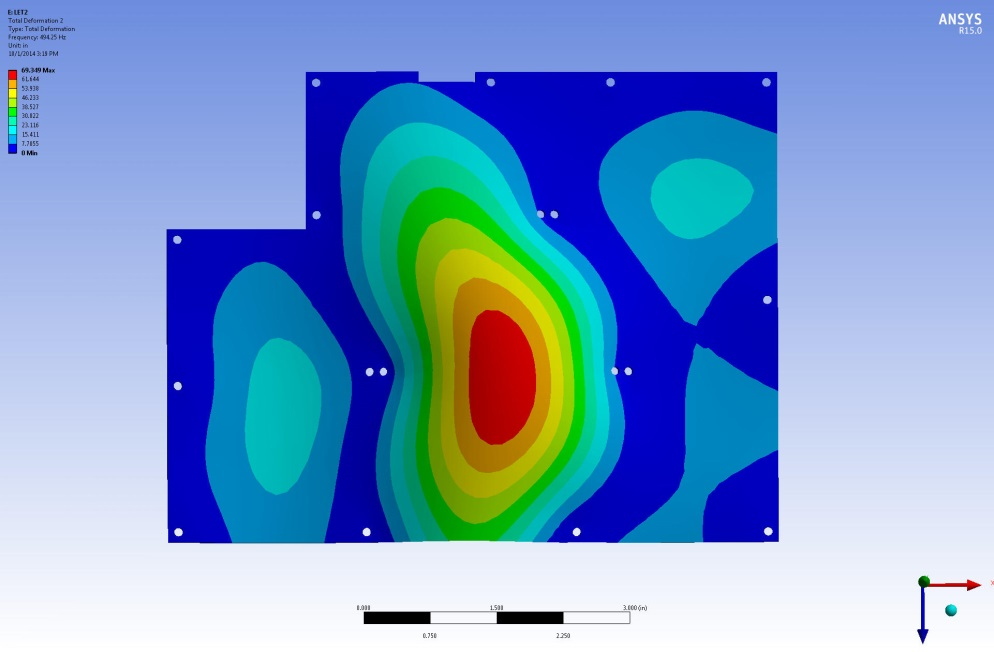 E: LET2
Total Deformation 2
Type: Total Deformation
Frequency: 494.25 Hz
Unit: in
10/1/2014 3:18 PM
69.349 Max
61.644
53.938
46.233
38.527
30.822
23.116
15.411
7.7055
0 Min
ANSYS
R15.0
0.000
1.500
3.000 (in)
0.750
2.250
X